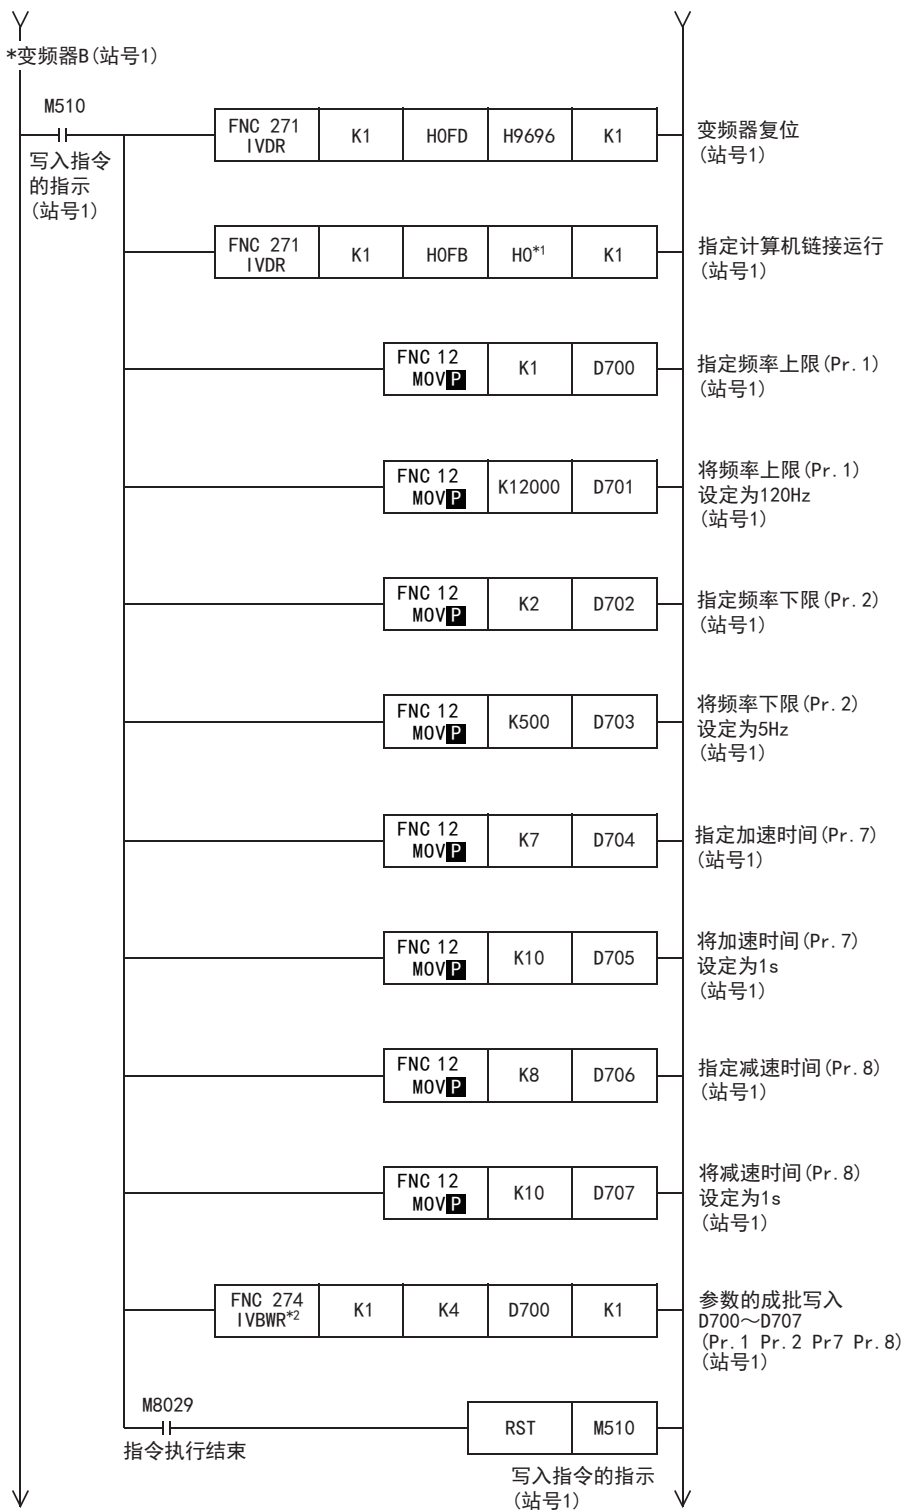 *变频器B(站号1)
M510
写入指令
的指示
(站号1)
FNC 271
IVDR
K1
H0FD
H9696
K1
变频器复位
(站号1)
FNC 271
IVDR
K1
H0FB
H0*1
K1
指定计算机链接运行
(站号1)
FNC 12
MOVP
K1
D700
指定频率上限(Pr.1)
(站号1)
FNC 12
MOVP
K12000
D701
将频率上限(Pr.1)
设定为120Hz
(站号1)
FNC 12
MOVP
K2
D702
指定频率下限(Pr.2)
(站号1)
FNC 12
MOVP
K500
D703
将频率下限(Pr.2)
设定为5Hz
(站号1)
FNC 12
MOVP
K7
D704
指定加速时间(Pr.7)
(站号1)
FNC 12
MOVP
K10
D705
将加速时间(Pr.7)
设定为1s
(站号1)
FNC 12
MOVP
K8
D706
指定减速时间(Pr.8)
(站号1)
FNC 12
MOVP
K10
D707
将减速时间(Pr.8)
设定为1s
(站号1)
FNC 274
IVBWR*2
K1
K4
D700
K1
参数的成批写入
D700～D707
(Pr.1 Pr.2 Pr7 Pr.8)
(站号1)
M8029
指令执行结束
RST
M510
写入指令的指示
(站号1)